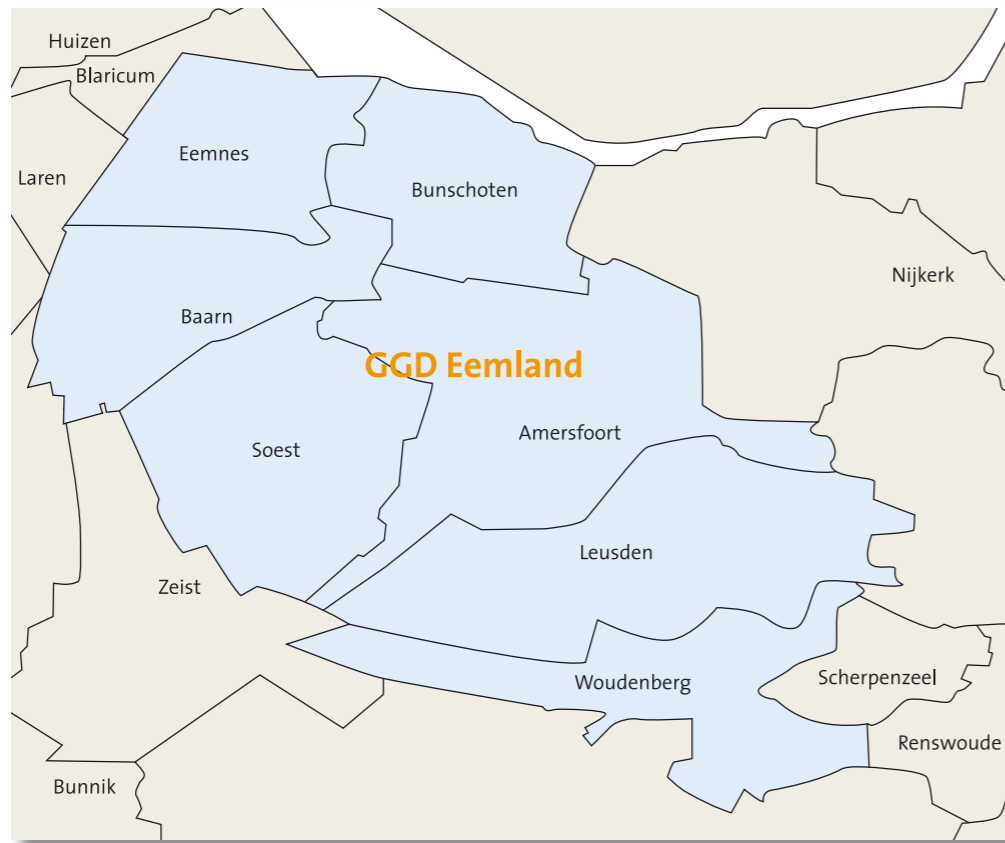 Huizen
Blaricum
Eemnes
Laren
Bunschoten
Nijkerk
Baarn
GGD Eemland
Amersfoort
Soest
Leusden
Zeist
Woudenberg
Scherpenzeel
Renswoude
Bunnik